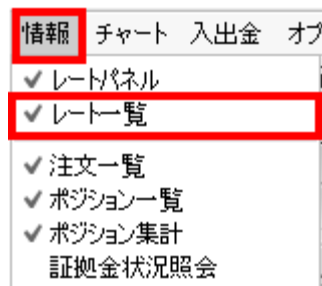 情報 チャート 入出金 オプ
レートパネル
レート一覧
注文一覧
ポジション一覧
ポジション集計
証拠金状況照会